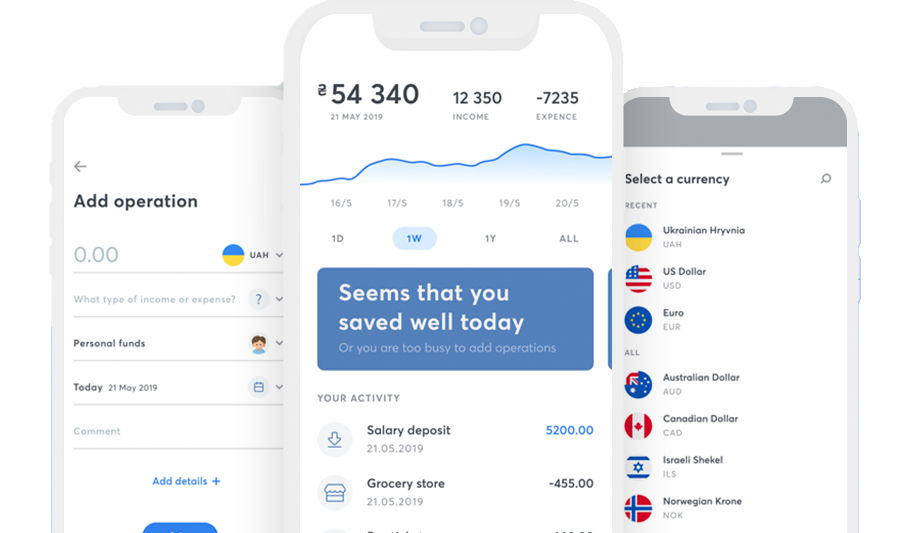 Add operation
0.00 UAH
What type of income or expense? ?
Personal funds
Today 21 May 2019
Comment
Add details +
₴54 340
21 MAY 2019
12 350
INCOME
-7235
EXPENCE
16/5 17/5 18/5 19/5 20/5
1D 1W 1Y ALL
Seems that you
saved well today
Or you are too busy to add operations
YOUR ACTIVITY
Salary deposit 5200.00
21.05.2019
Grocery store -455.00
21.05.2019
Select a currency
RECENT
Ukrainian Hryvnia
UAH
US Dollar
USD
Euro
EUR
ALL
Australian Dollar
AUD
Canadian Dollar
CAD
Israeli Shekel
ILS
Norwegian Krone
NOK